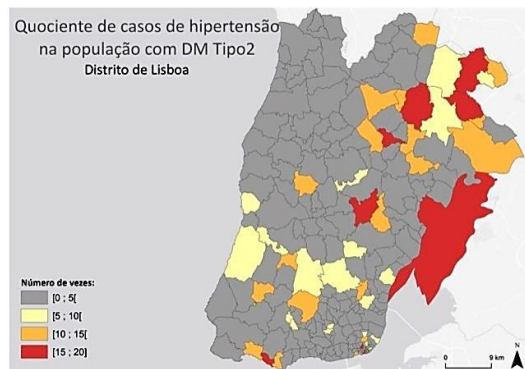 Quociente de casos de hipertensão
na população com DM Tipo2
Distrito de Lisboa
Número de vezes:
[0 ; 5[
[5 ; 10[
[10 ; 15[
[15 ; 20]
0 9 km
N